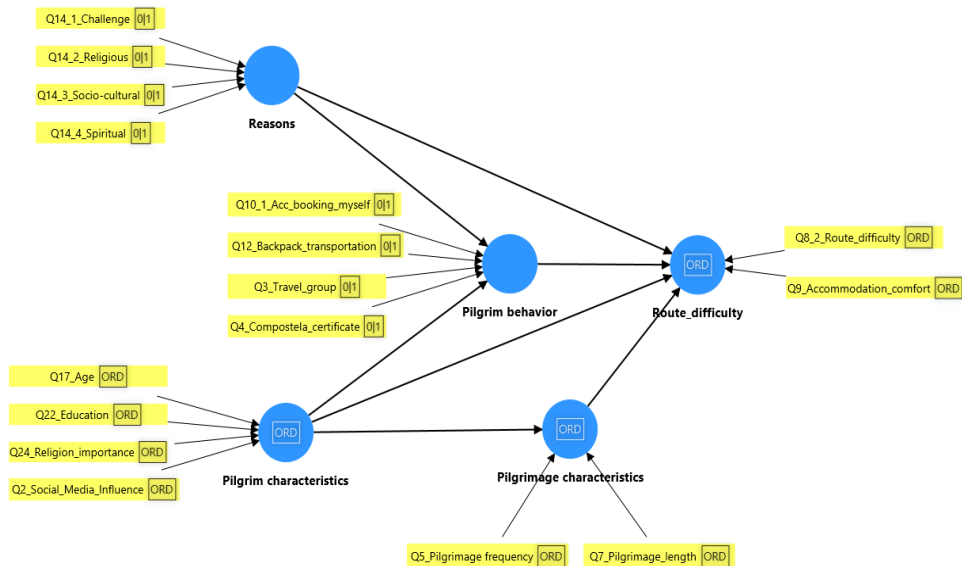 Q14_1_Challenge 0|1
Q14_2_Religious 0|1
Q14_3_Socio-cultural 0|1
Q14_4_Spiritual 0|1
Reasons
Q10_1_Acc_booking_myself 0|1
Q12_Backpack_transportation 0|1
Q3_Travel_group 0|1
Q4_Compostela_certificate 0|1
Pilgrim behavior
Q8_2_Route_difficulty ORD
Q9_Accommodation_comfort ORD
ORD
Route_difficulty
Q17_Age ORD
Q22_Education ORD
Q24_Religion_importance ORD
Q2_Social_Media_Influence ORD
ORD
Pilgrim characteristics
ORD
Pilgrimage characteristics
Q5_Pilgrimage frequency ORD
Q7_Pilgrimage_length ORD